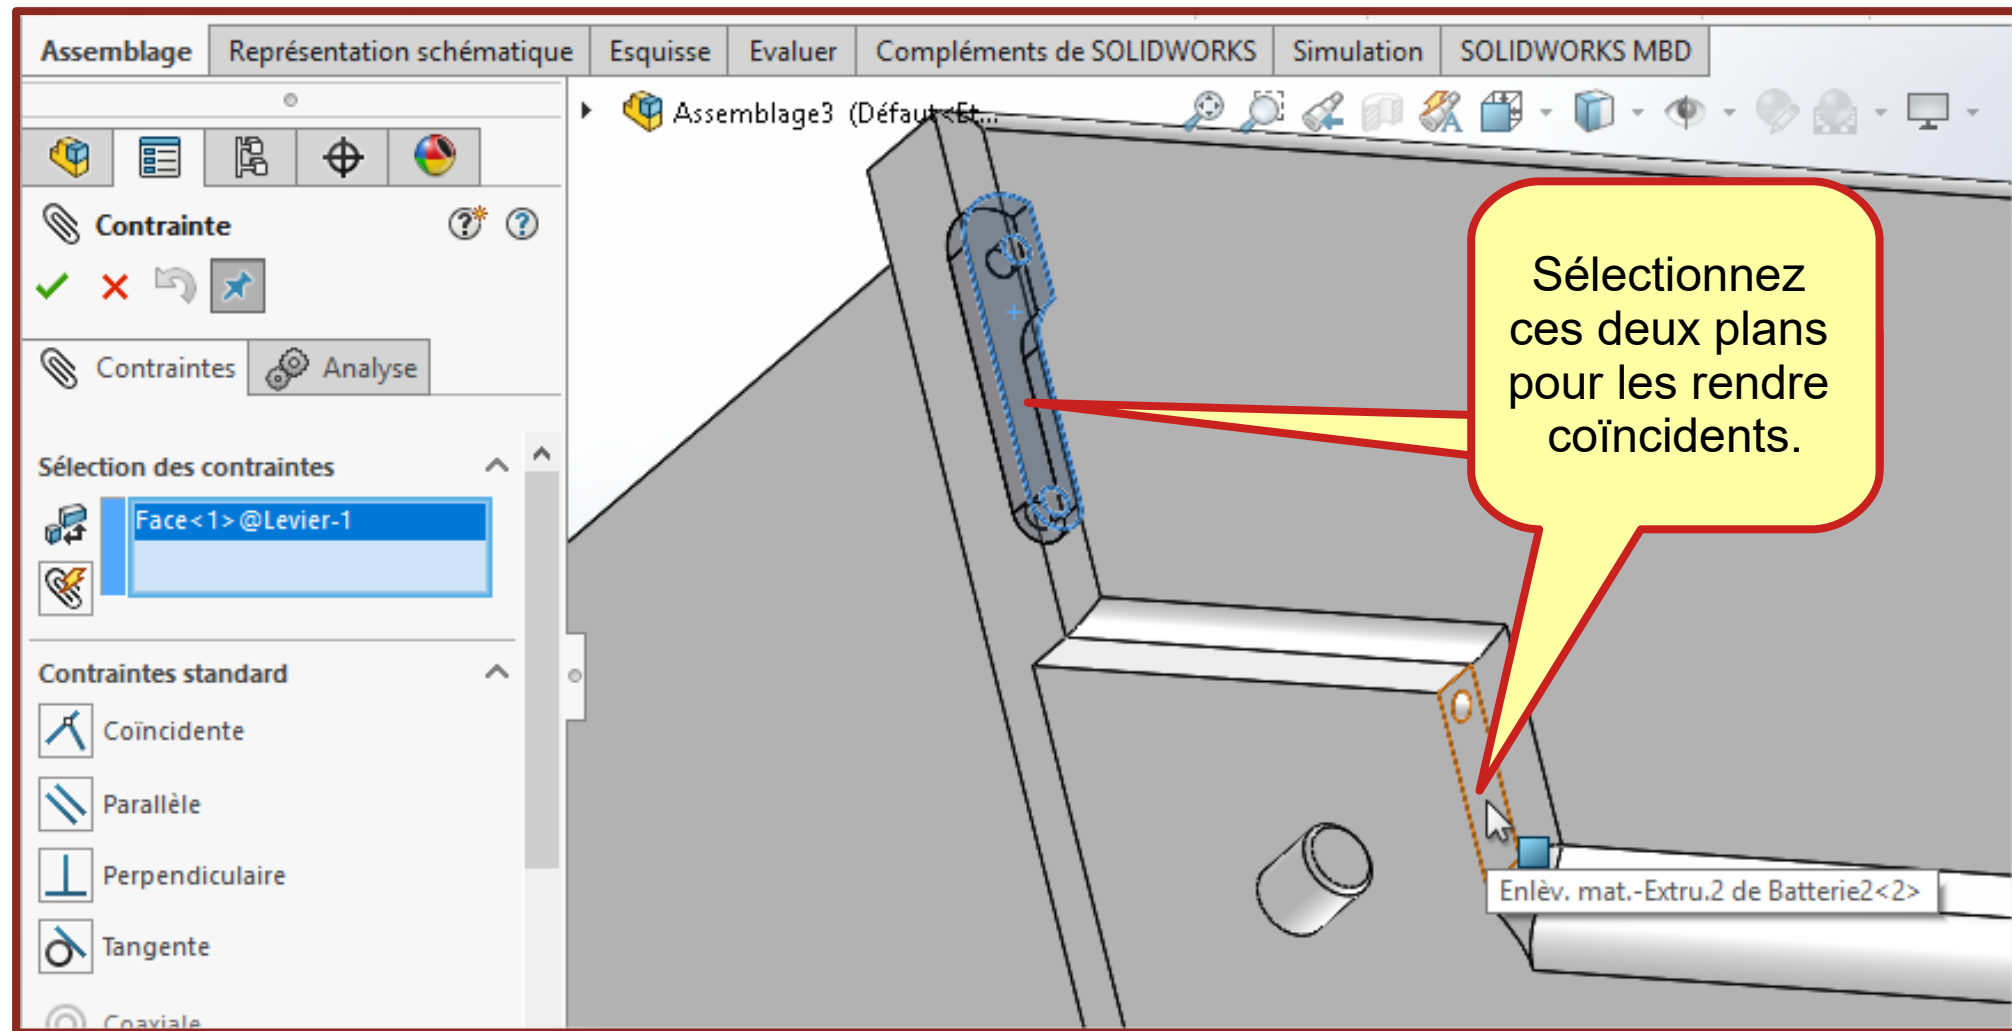 Assemblage Représentation schématique Esquisse Evaluer Compléments de SOLIDWORKS Simulation SOLIDWORKS MBD
Assemblage3 (Défaut<Et...
Contrainte
Contraintes Analyse
Sélection des contraintes
Face<1>@Levier-1
Contraintes standard
Coïncidente
Parallèle
Perpendiculaire
Tangente
Coaxiale
Sélectionnez
ces deux plans
pour les rendre
coïncidents.
Enlèv. mat.-Extru.2 de Batterie2<2>